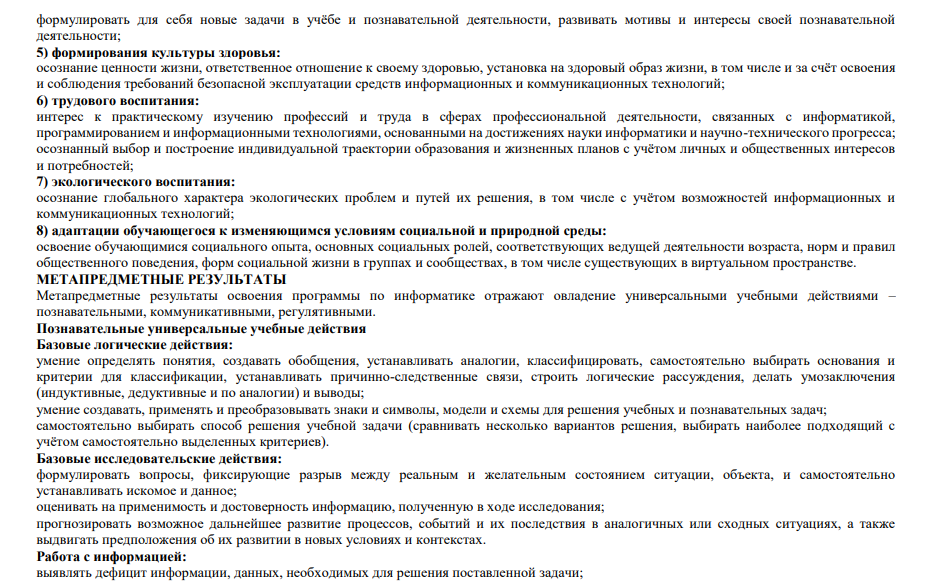 формулировать для себя новые задачи в учёбе и познавательной деятельности, развивать мотивы и интересы своей познавательной
деятельности;
5) формирования культуры здоровья:
осознание ценности жизни, ответственное отношение к своему здоровью, установка на здоровый образ жизни, в том числе и за счёт освоения
и соблюдения требований безопасной эксплуатации средств информационных и коммуникационных технологий;
6) трудового воспитания:
интерес к практическому изучению профессий и труда в сферах профессиональной деятельности, связанных с информатикой,
программированием и информационными технологиями, основанными на достижениях науки информатики и научно-технического прогресса;
осознанный выбор и построение индивидуальной траектории образования и жизненных планов с учётом личных и общественных интересов
и потребностей;
7) экологического воспитания:
осознание глобального характера экологических проблем и путей их решения, в том числе с учётом возможностей информационных и
коммуникационных технологий;
8) адаптации обучающегося к изменяющимся условиям социальной и природной среды:
освоение обучающимися социального опыта, основных социальных ролей, соответствующих ведущей деятельности возраста, норм и правил
общественного поведения, форм социальной жизни в группах и сообществах, в том числе существующих в виртуальном пространстве.
МЕТАПРЕДМЕТНЫЕ РЕЗУЛЬТАТЫ
Метапредметные результаты освоения программы по информатике отражают овладение универсальными учебными действиями –
познавательными, коммуникативными, регулятивными.
Познавательные универсальные учебные действия
Базовые логические действия:
умение определять понятия, создавать обобщения, устанавливать аналогии, классифицировать, самостоятельно выбирать основания и
критерии для классификации, устанавливать причинно-следственные связи, строить логические рассуждения, делать умозаключения
(индуктивные, дедуктивные и по аналогии) и выводы;
умение создавать, применять и преобразовывать знаки и символы, модели и схемы для решения учебных и познавательных задач;
самостоятельно выбирать способ решения учебной задачи (сравнивать несколько вариантов решения, выбирать наиболее подходящий с
учётом самостоятельно выделенных критериев).
Базовые исследовательские действия:
формулировать вопросы, фиксирующие разрыв между реальным и желательным состоянием ситуации, объекта, и самостоятельно
устанавливать искомое и данное;
оценивать на применимость и достоверность информацию, полученную в ходе исследования;
прогнозировать возможное дальнейшее развитие процессов, событий и их последствия в аналогичных или сходных ситуациях, а также
выдвигать предположения об их развитии в новых условиях и контекстах.
Работа с информацией:
выявлять дефицит информации, данных, необходимых для решения поставленной задачи;